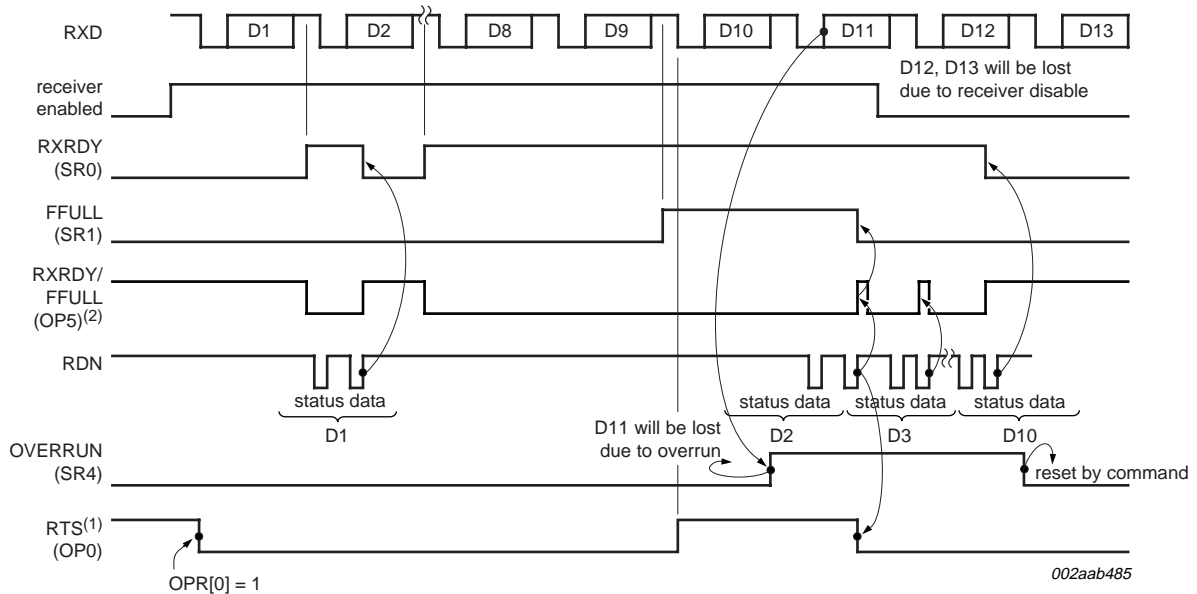 RXD
D1
D2
D8
D9
D10
D11
D12
D13
D12, D13 will be lost
due to receiver disable
receiver
enabled
RXRDY
(SR0)
FFULL
(SR1)
RXRDY/
FFULL
(OP5)(2)
RDN
status data
status data
status data
status data
D1
D2
D3
D10
D11 will be lost
due to overrun
OVERRUN
(SR4)
reset by command
RTS(1)
(OP0)
OPR[0] = 1
002aab485